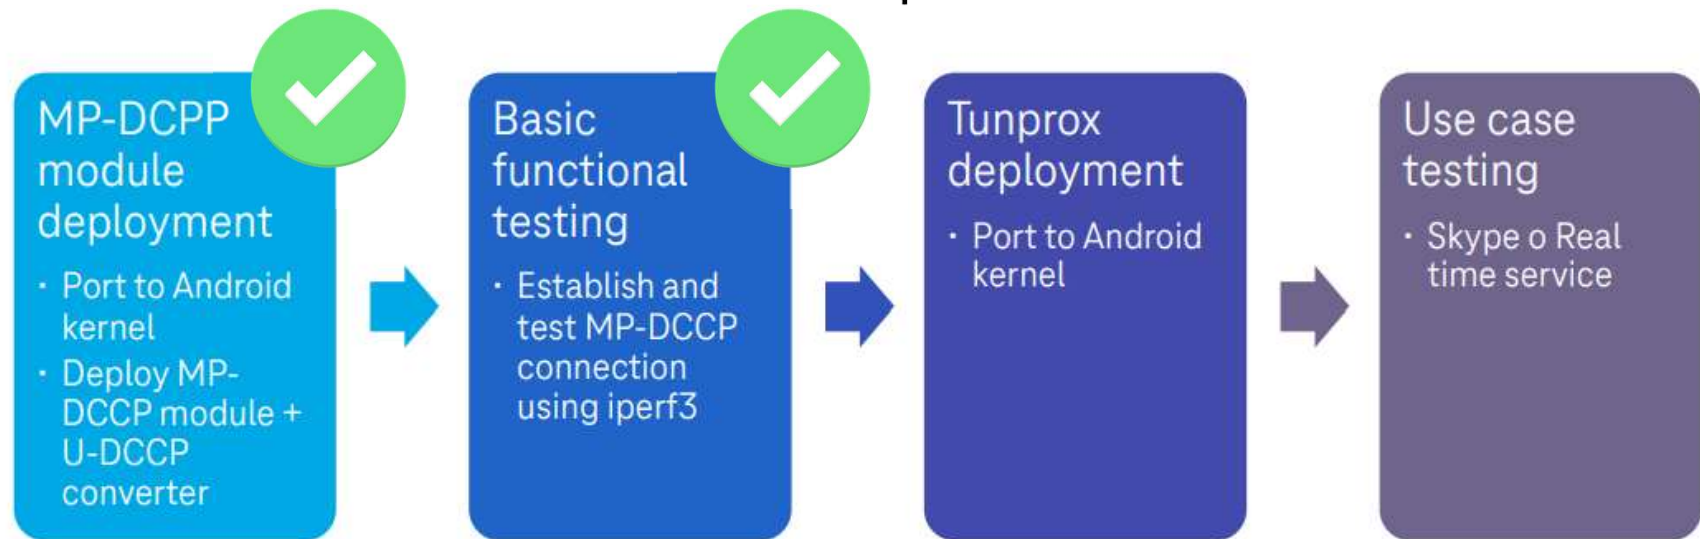 MP-DCPP
module
deployment
· Port to Android
kernel
· Deploy MP-
DCCP module +
U-DCCP
converter
Basic
functional
testing
· Establish and
test MP-DCCP
connection
using iperf3
Tunprox
deployment
· Port to Android
kernel
Use case
testing
· Skype o Real
time service